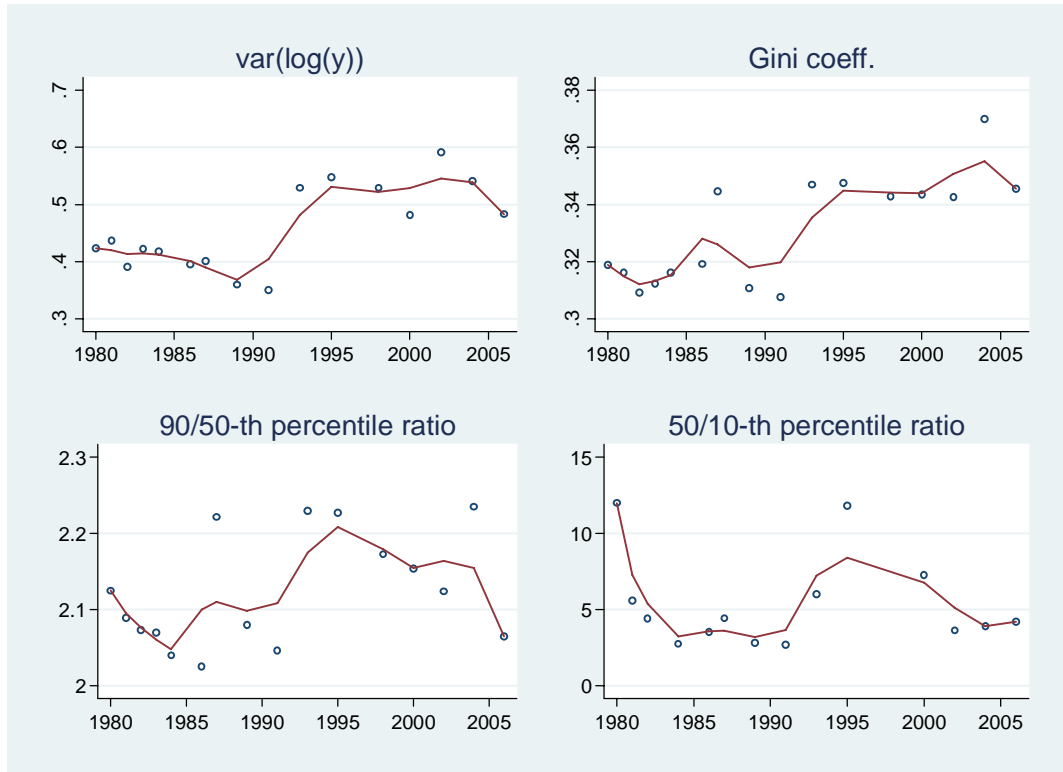 var(log(y))
.7
.6
.5
.4
.3
1980 1985 1990 1995 2000 2005
Gini coeff.
.38
.36
.34
.32
.3
1980 1985 1990 1995 2000 2005
90/50-th percentile ratio
2.3
2.2
2.1
2
1980 1985 1990 1995 2000 2005
50/10-th percentile ratio
15
10
5
0
1980 1985 1990 1995 2000 2005